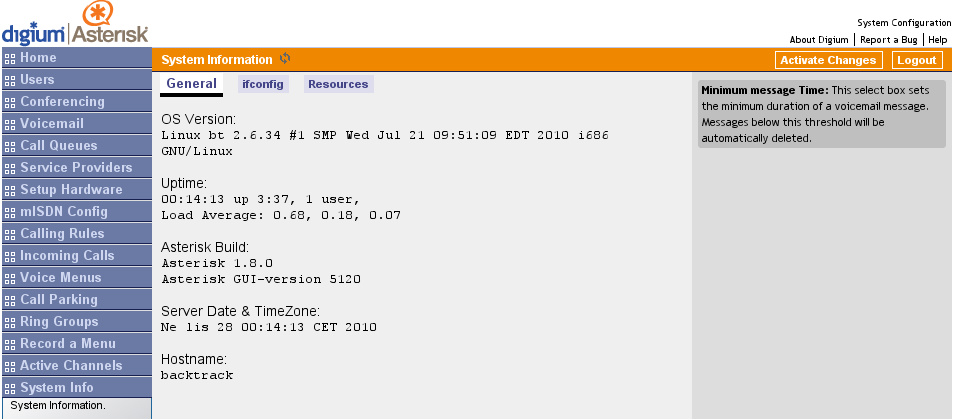 digium | Asterisk
System Configuration
About Digium | Report a Bug | Help
Home
Users
Conferencing
Voicemail
Call Queues
Service Providers
Setup Hardware
mISDN Config
Calling Rules
Incoming Calls
Voice Menus
Call Parking
Ring Groups
Record a Menu
Active Channels
System Info
System Information.
System Information
Activate Changes
Logout
General
ifconfig
Resources
OS Version:
Linux bt 2.6.34 #1 SMP Wed Jul 21 09:51:09 EDT 2010 i686
GNU/Linux
Uptime:
00:14:13 up 3:37, 1 user,
Load Average: 0.68, 0.18, 0.07
Asterisk Build:
Asterisk 1.8.0
Asterisk GUI-version 5120
Server Date & TimeZone:
Ne lis 28 00:14:13 CET 2010
Hostname:
backtrack
Minimum message Time: This select box sets
the minimum duration of a voicemail message.
Messages below this threshold will be
automatically deleted.